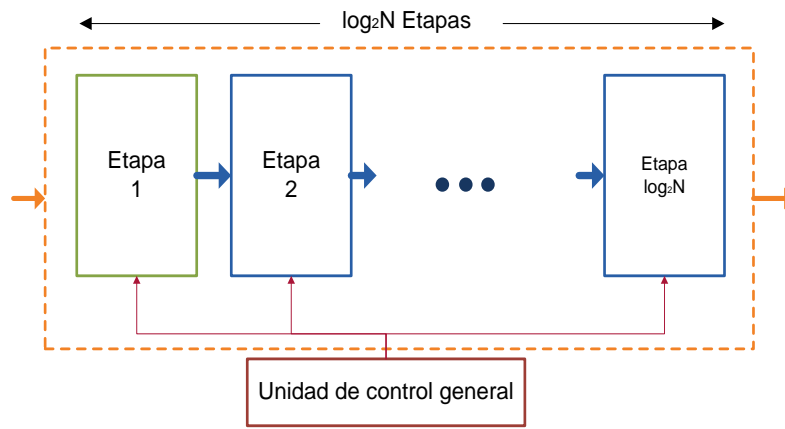 log₂N Etapas
Etapa
1
Etapa
2
Etapa
log₂N
Unidad de control general